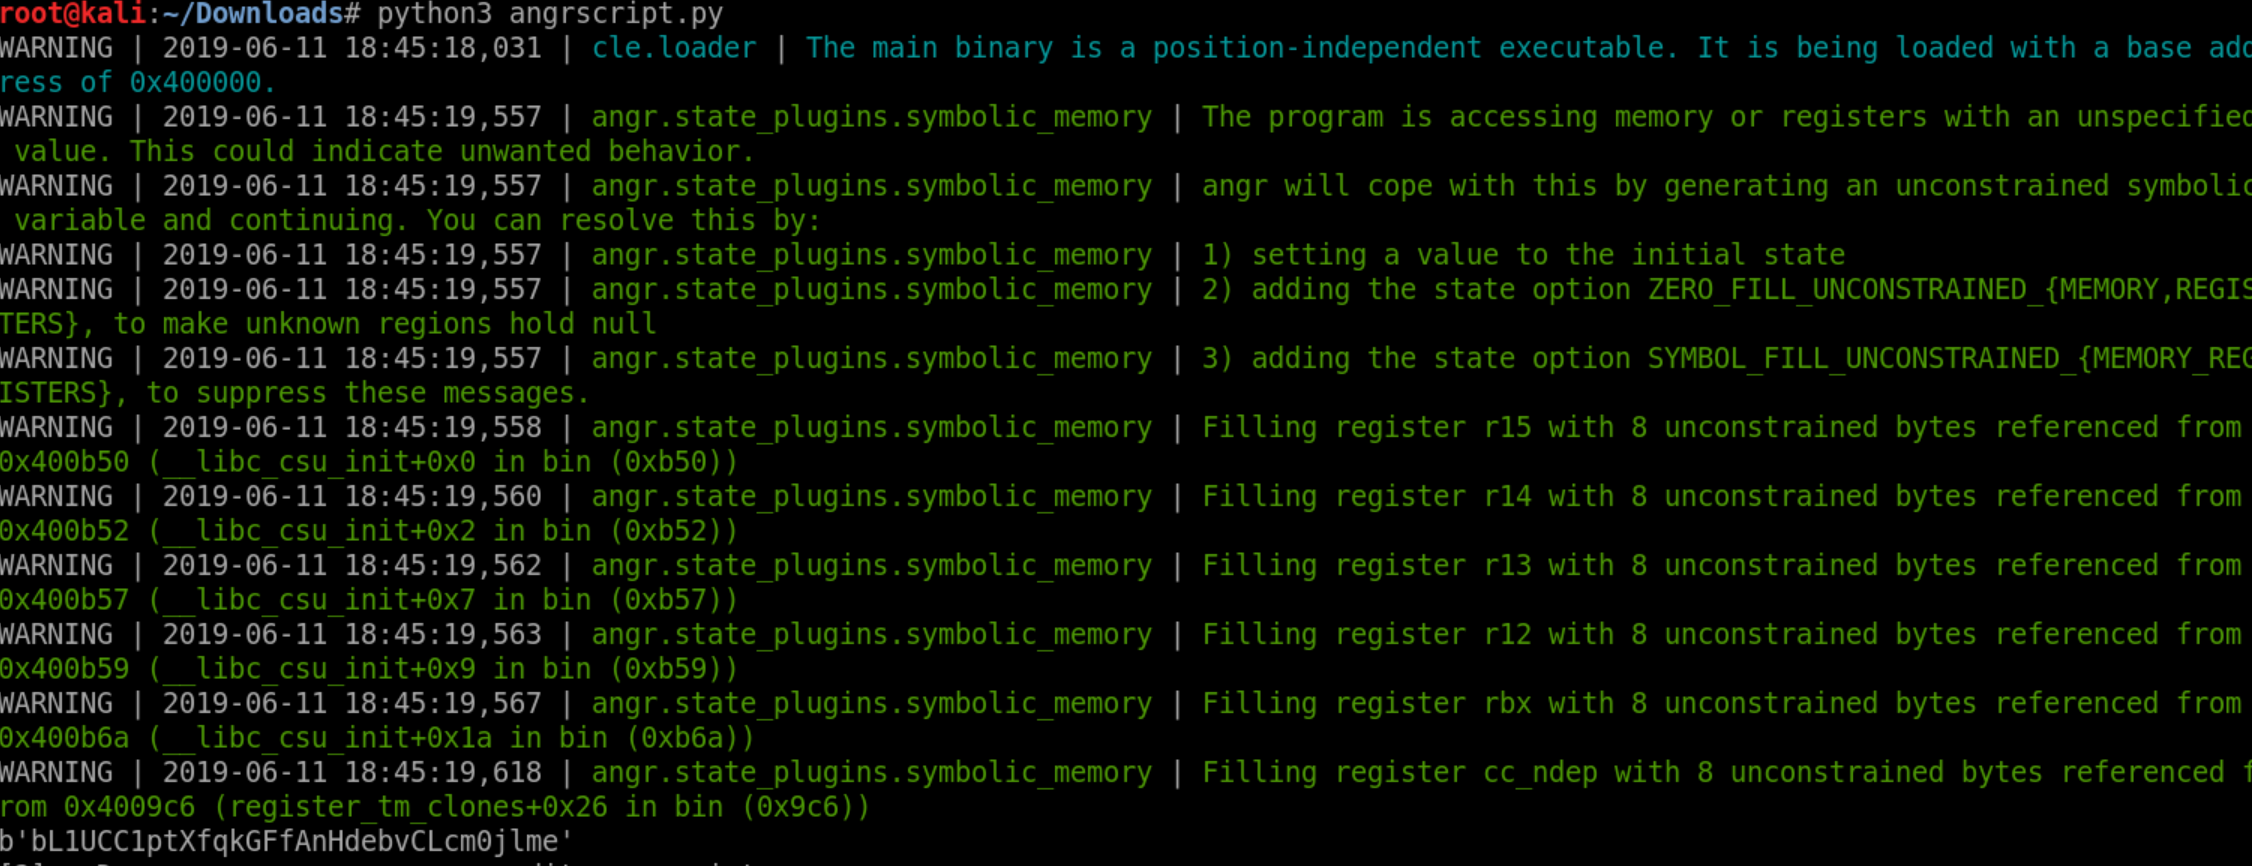 root@kali:~/Downloads# python3 angrscript.py
WARNING | 2019-06-11 18:45:18,031 | cle.loader | The main binary is a position-independent executable. It is being loaded with a base add
ress of 0x400000.
WARNING | 2019-06-11 18:45:19,557 | angr.state_plugins.symbolic_memory | The program is accessing memory or registers with an unspecified
 value. This could indicate unwanted behavior.
WARNING | 2019-06-11 18:45:19,557 | angr.state_plugins.symbolic_memory | angr will cope with this by generating an unconstrained symbolic
 variable and continuing. You can resolve this by:
WARNING | 2019-06-11 18:45:19,557 | angr.state_plugins.symbolic_memory | 1) setting a value to the initial state
WARNING | 2019-06-11 18:45:19,557 | angr.state_plugins.symbolic_memory | 2) adding the state option ZERO_FILL_UNCONSTRAINED_{MEMORY,REGIS
TERS}, to make unknown regions hold null
WARNING | 2019-06-11 18:45:19,557 | angr.state_plugins.symbolic_memory | 3) adding the state option SYMBOL_FILL_UNCONSTRAINED_{MEMORY_REG
ISTERS}, to suppress these messages.
WARNING | 2019-06-11 18:45:19,558 | angr.state_plugins.symbolic_memory | Filling register r15 with 8 unconstrained bytes referenced from
0x400b50 (__libc_csu_init+0x0 in bin (0xb50))
WARNING | 2019-06-11 18:45:19,560 | angr.state_plugins.symbolic_memory | Filling register r14 with 8 unconstrained bytes referenced from
0x400b52 (__libc_csu_init+0x2 in bin (0xb52))
WARNING | 2019-06-11 18:45:19,562 | angr.state_plugins.symbolic_memory | Filling register r13 with 8 unconstrained bytes referenced from
0x400b57 (__libc_csu_init+0x7 in bin (0xb57))
WARNING | 2019-06-11 18:45:19,563 | angr.state_plugins.symbolic_memory | Filling register r12 with 8 unconstrained bytes referenced from
0x400b59 (__libc_csu_init+0x9 in bin (0xb59))
WARNING | 2019-06-11 18:45:19,567 | angr.state_plugins.symbolic_memory | Filling register rbx with 8 unconstrained bytes referenced from
0x400b6a (__libc_csu_init+0x1a in bin (0xb6a))
WARNING | 2019-06-11 18:45:19,618 | angr.state_plugins.symbolic_memory | Filling register cc_ndep with 8 unconstrained bytes referenced f
rom 0x4009c6 (register_tm_clones+0x26 in bin (0x9c6))
b'bL1UCC1ptXfqkGFfAnHdebvCLcm0jlme'